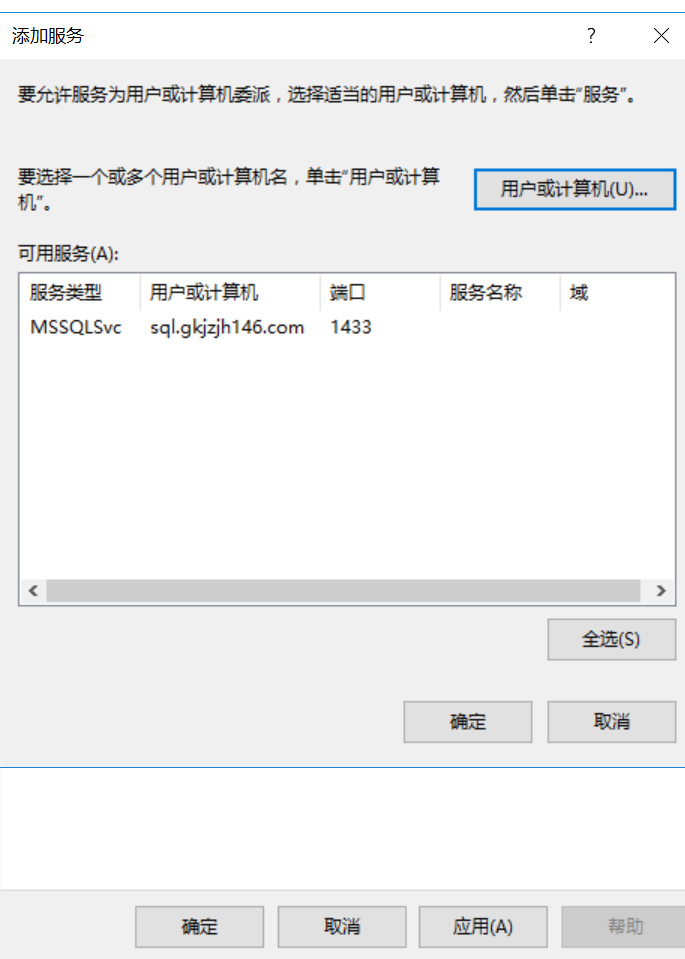 添加服务
?
要允许服务为用户或计算机委派，选择适当的用户或计算机，然后单击“服务”。
要选择一个或多个用户或计算机名，单击“用户或计算
机”。
用户或计算机(U)...
可用服务(A):
服务类型 用户或计算机 端口 服务名称 域
MSSQLSvc sql.gkjzjh146.com 1433
全选(S)
确定 取消
确定 取消 应用(A) 帮助